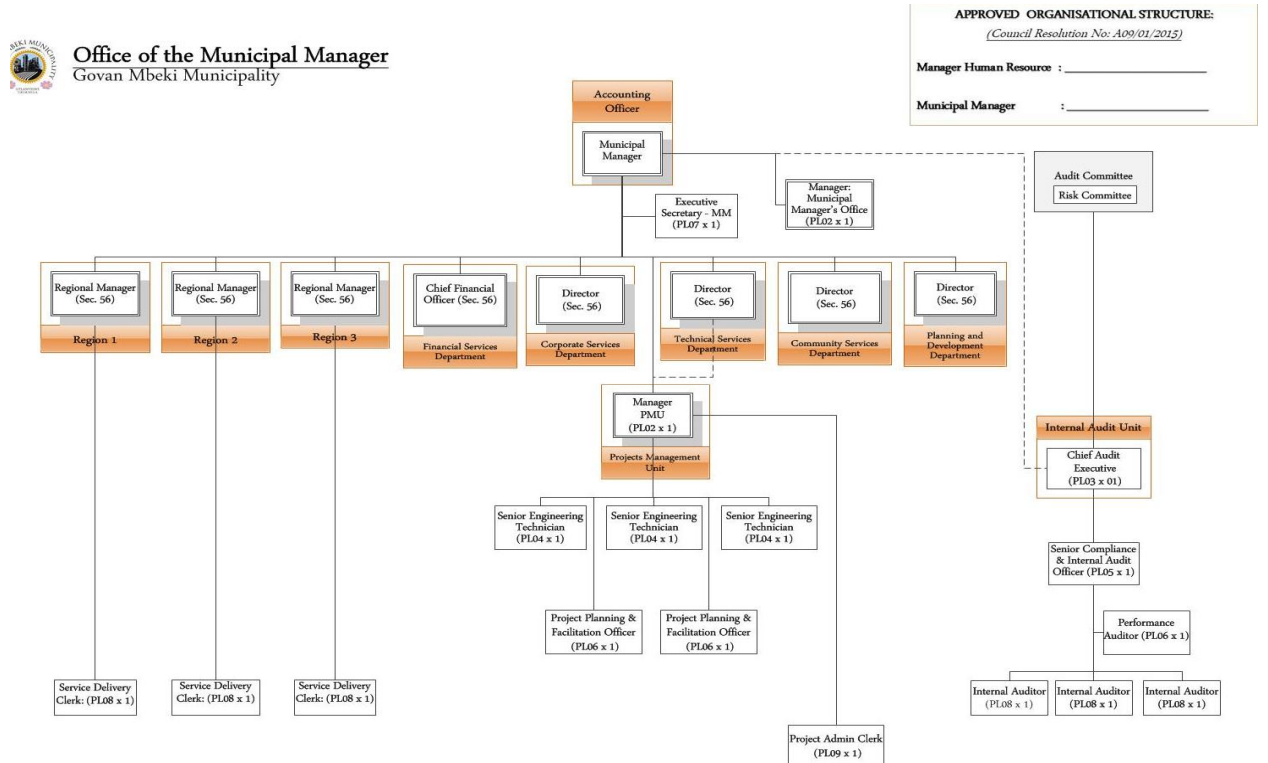 Office of the Municipal Manager
Govan Mbeki Municipality
APPROVED ORGANISATIONAL STRUCTURE:
(Council Resolution No: A09/01/2015)
Manager Human Resource :
Municipal Manager :
Accounting
Officer
Municipal
Manager
Executive
Secretary - MM
(PL07 x 1)
Manager:
Municipal
Manager's Office
(PL02 x 1)
Audit Committee
Risk Committee
Regional Manager
(Sec. 56)
Region 1
Regional Manager
(Sec. 56)
Region 2
Regional Manager
(Sec. 56)
Region 3
Chief Financial
Officer (Sec. 56)
Financial Services
Department
Director
(Sec. 56)
Corporate Services
Department
Director
(Sec. 56)
Technical Services
Department
Director
(Sec. 56)
Community Services
Department
Director
(Sec. 56)
Planning and
Development
Department
Manager
PMU
(PL02 x 1)
Projects Management
Unit
Internal Audit Unit
Chief Audit
Executive
(PL03 x 01)
Senior Engineering
Technician
(PL04 x 1)
Senior Engineering
Technician
(PL04 x 1)
Senior Engineering
Technician
(PL04 x 1)
Senior Compliance
& Internal Audit
Officer (PL05 x 1)
Project Planning &
Facilitation Officer
(PL06 x 1)
Project Planning &
Facilitation Officer
(PL06 x 1)
Performance
Auditor (PL06 x 1)
Service Delivery
Clerk: (PL08 x 1)
Service Delivery
Clerk: (PL08 x 1)
Service Delivery
Clerk: (PL08 x 1)
Internal Auditor
(PL08 x 1)
Internal Auditor
(PL08 x 1)
Internal Auditor
(PL08 x 1)
Project Admin Clerk
(PL09 x 1)